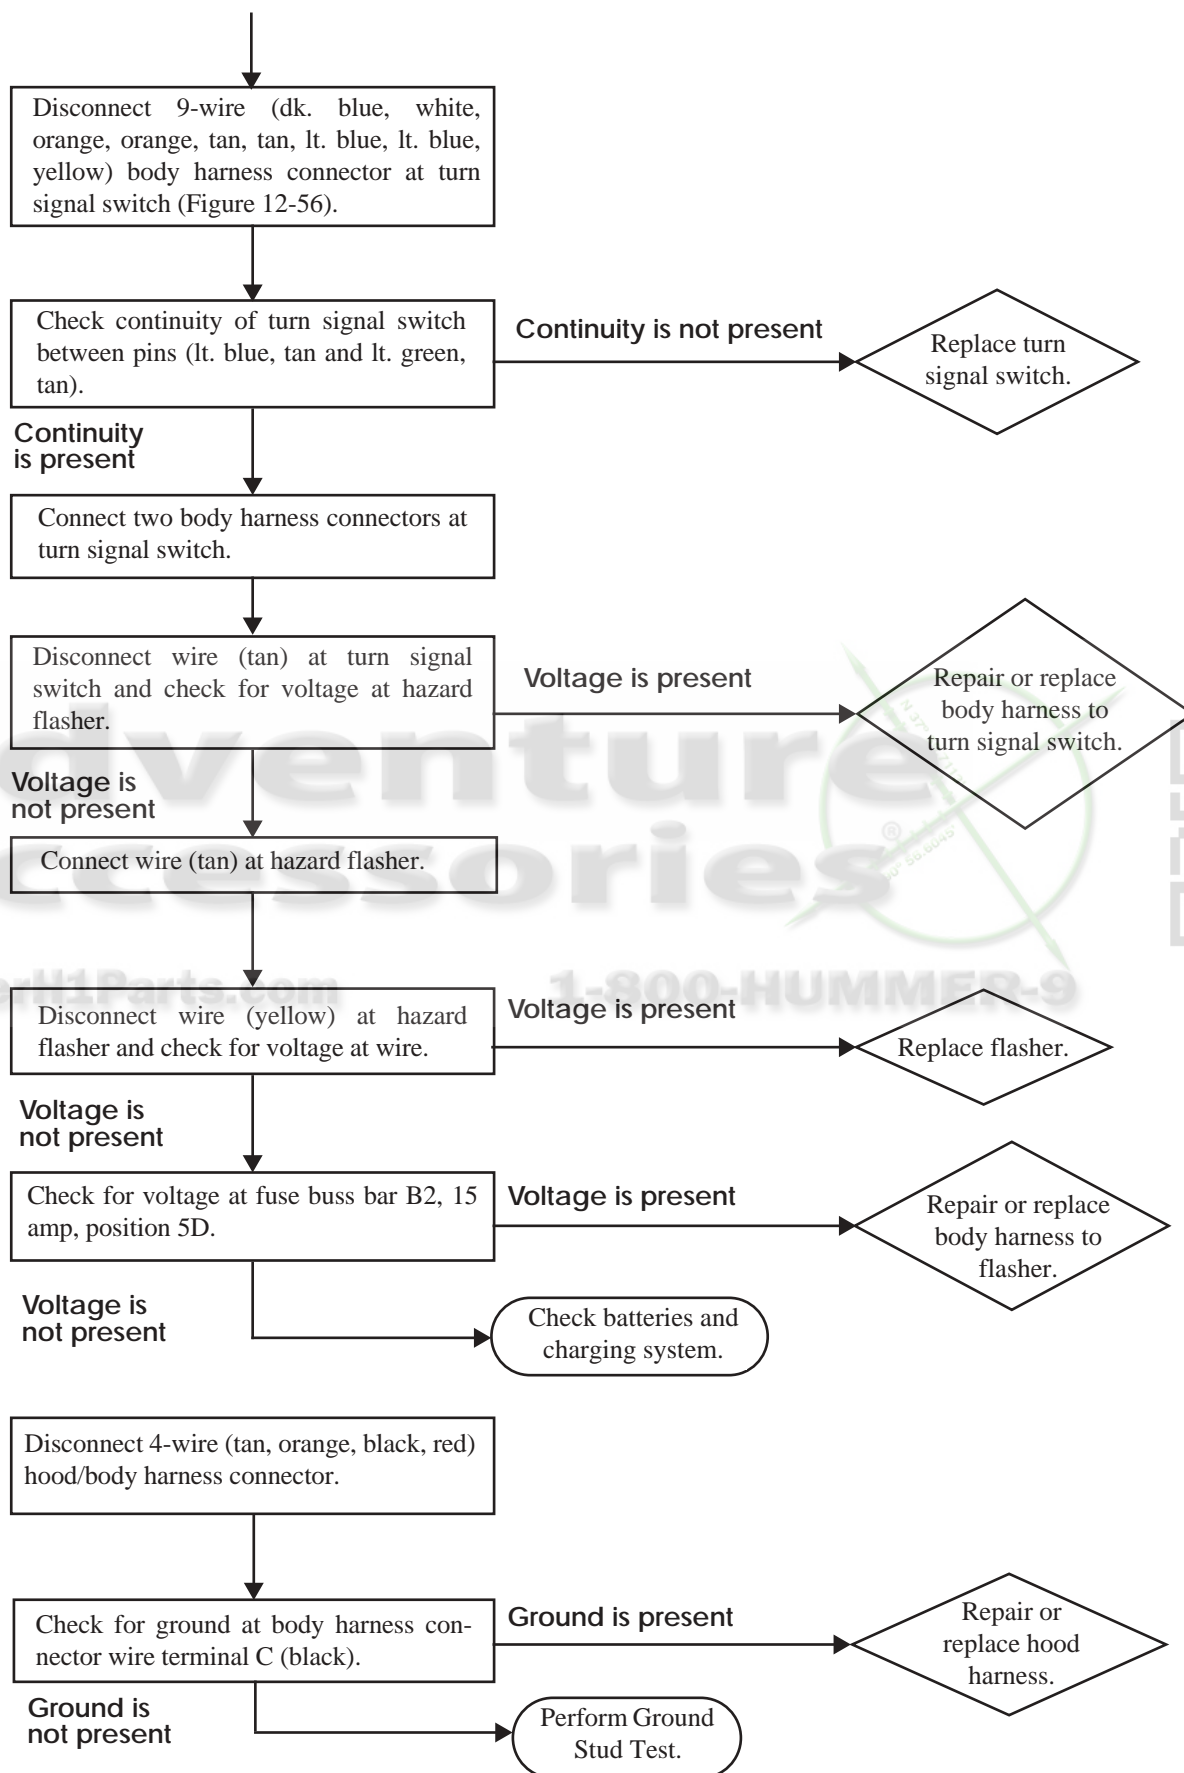 Disconnect 9-wire (dk. blue, white,
orange, orange, tan, tan, lt. blue, lt. blue,
yellow) body harness connector at turn
signal switch (Figure 12-56).
Check continuity of turn signal switch
between pins (lt. blue, tan and lt. green,
tan).
Continuity is not present
Replace turn
signal switch.
Continuity
is present
Connect two body harness connectors at
turn signal switch.
Disconnect wire (tan) at turn signal
switch and check for voltage at hazard
flasher.
Voltage is present
Repair or replace
body harness to
turn signal switch.
Voltage is
not present
dventure
Connect wire (tan) at hazard flasher.
ccessories
®
erH1Parts.com
1-800-HUMMER-9
Disconnect wire (yellow) at hazard
flasher and check for voltage at wire.
Voltage is present
Replace flasher.
Voltage is
not present
Check for voltage at fuse buss bar B2, 15
amp, position 5D.
Voltage is present
Repair or replace
body harness to
flasher.
Voltage is
not present
Check batteries and
charging system.
Disconnect 4-wire (tan, orange, black, red)
hood/body harness connector.
Check for ground at body harness con-
nector wire terminal C (black).
Ground is present
Repair or
replace hood
harness.
Ground is
not present
Perform Ground
Stud Test.